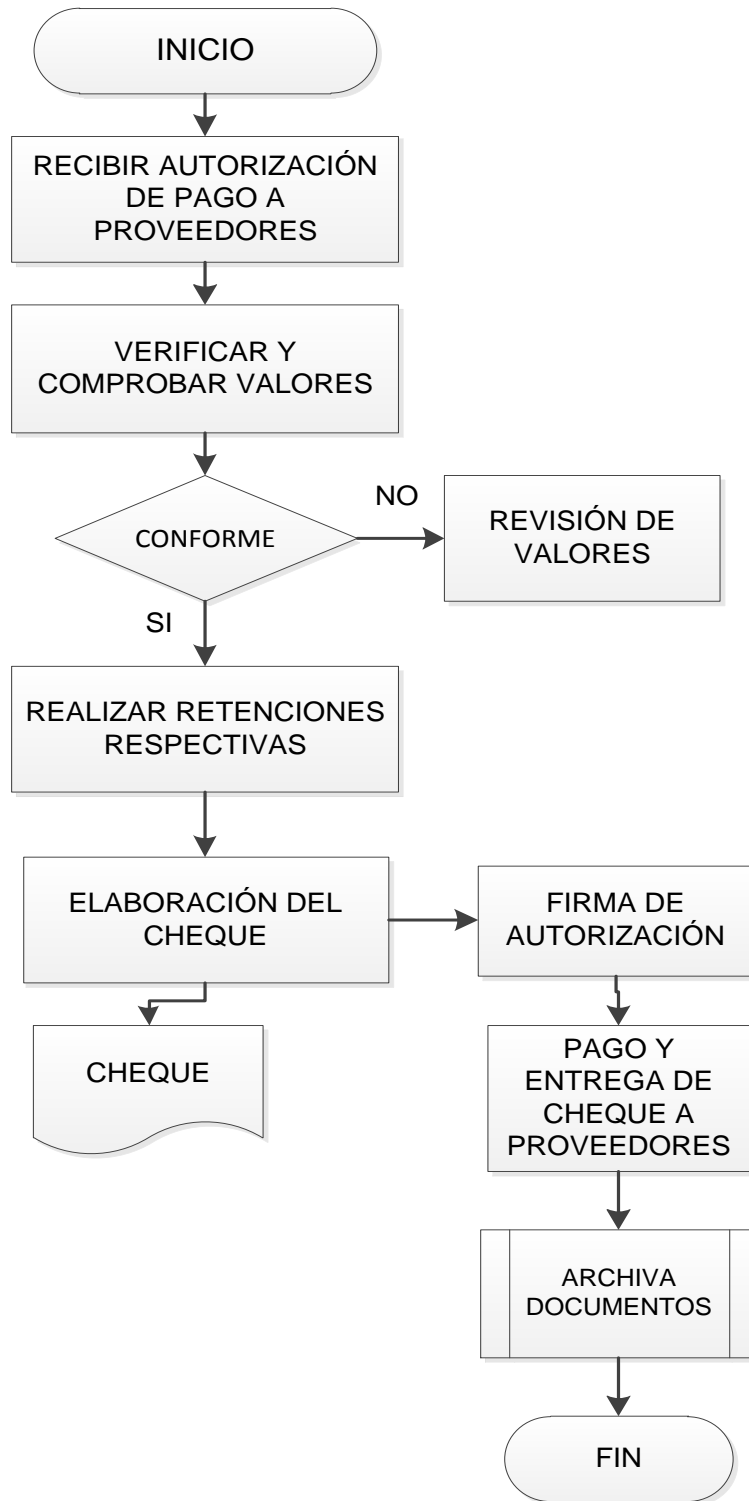 INICIO
RECIBIR AUTORIZACIÓN
DE PAGO A
PROVEEDORES
VERIFICAR Y
COMPROBAR VALORES
CONFORME
NO
REVISIÓN DE
VALORES
SI
REALIZAR RETENCIONES
RESPECTIVAS
ELABORACIÓN DEL
CHEQUE
FIRMA DE
AUTORIZACIÓN
CHEQUE
PAGO Y
ENTREGA DE
CHEQUE A
PROVEEDORES
ARCHIVA
DOCUMENTOS
FIN